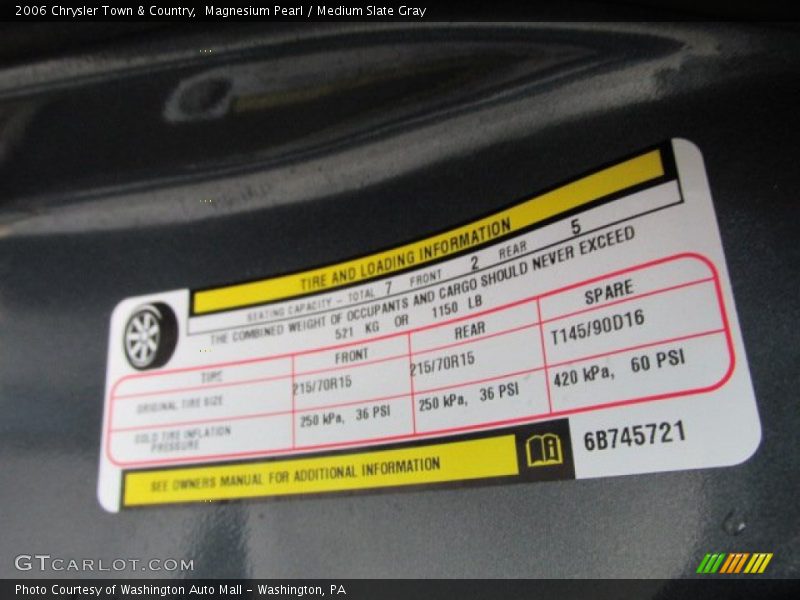 2006 Chrysler Town & Country,  Magnesium Pearl / Medium Slate Gray
TIRE AND LOADING INFORMATION
SEATING CAPACITY - TOTAL 7 FRONT 2 REAR 5
THE COMBINED WEIGHT OF OCCUPANTS AND CARGO SHOULD NEVER EXCEED
521 KG OR 1150 LB
TIRE FRONT REAR SPARE
ORIGINAL TIRE SIZE 215/70R15 215/70R15 T145/90D16
COLD TIRE INFLATION PRESSURE 250 kPa, 36 PSI 250 kPa, 36 PSI 420 kPa, 60 PSI
SEE OWNERS MANUAL FOR ADDITIONAL INFORMATION
6B745721
GTCARLOT.COM
Photo Courtesy of Washington Auto Mall – Washington, PA